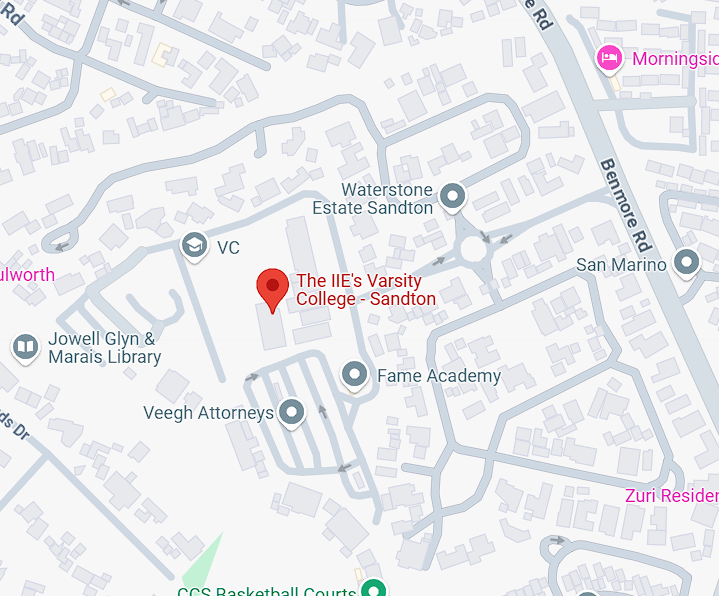 Rd
e Rd
Morningsid
Waterstone
Estate Sandton
Benmore Rd
VC
San Marino
ulworth
The IIE's Varsity
College - Sandton
Jowell Glyn &
Marais Library
Fame Academy
Veegh Attorneys
ds Dr
Zuri Residen
CCS Basketball Courts